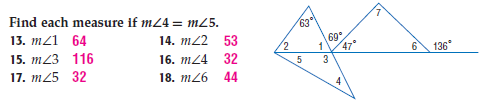 Find each measure if m∠4 = m∠5.
13. m∠1 64 14. m∠2 53
15. m∠3 116 16. m∠4 32
17. m∠5 32 18. m∠6 44
63°
7
69°
2 1 47° 6 136°
5 3
4